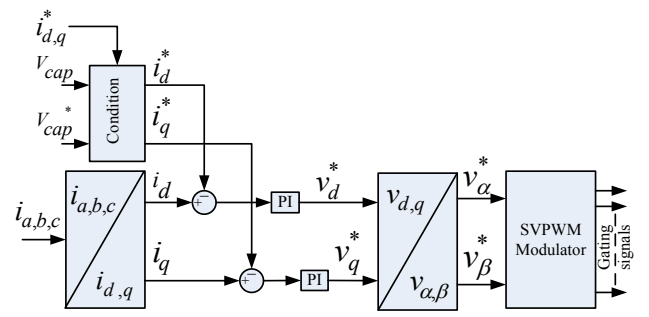 i*d,q
Vcap
Vcap*
Condition
i*d
i*q
ia,b,c
ia,b,c
id,q
id
iq
+ −
+ −
PI
PI
v*d
v*q
vd,q
vα,β
v*α
v*β
SVPWM
Modulator
Gating
signals